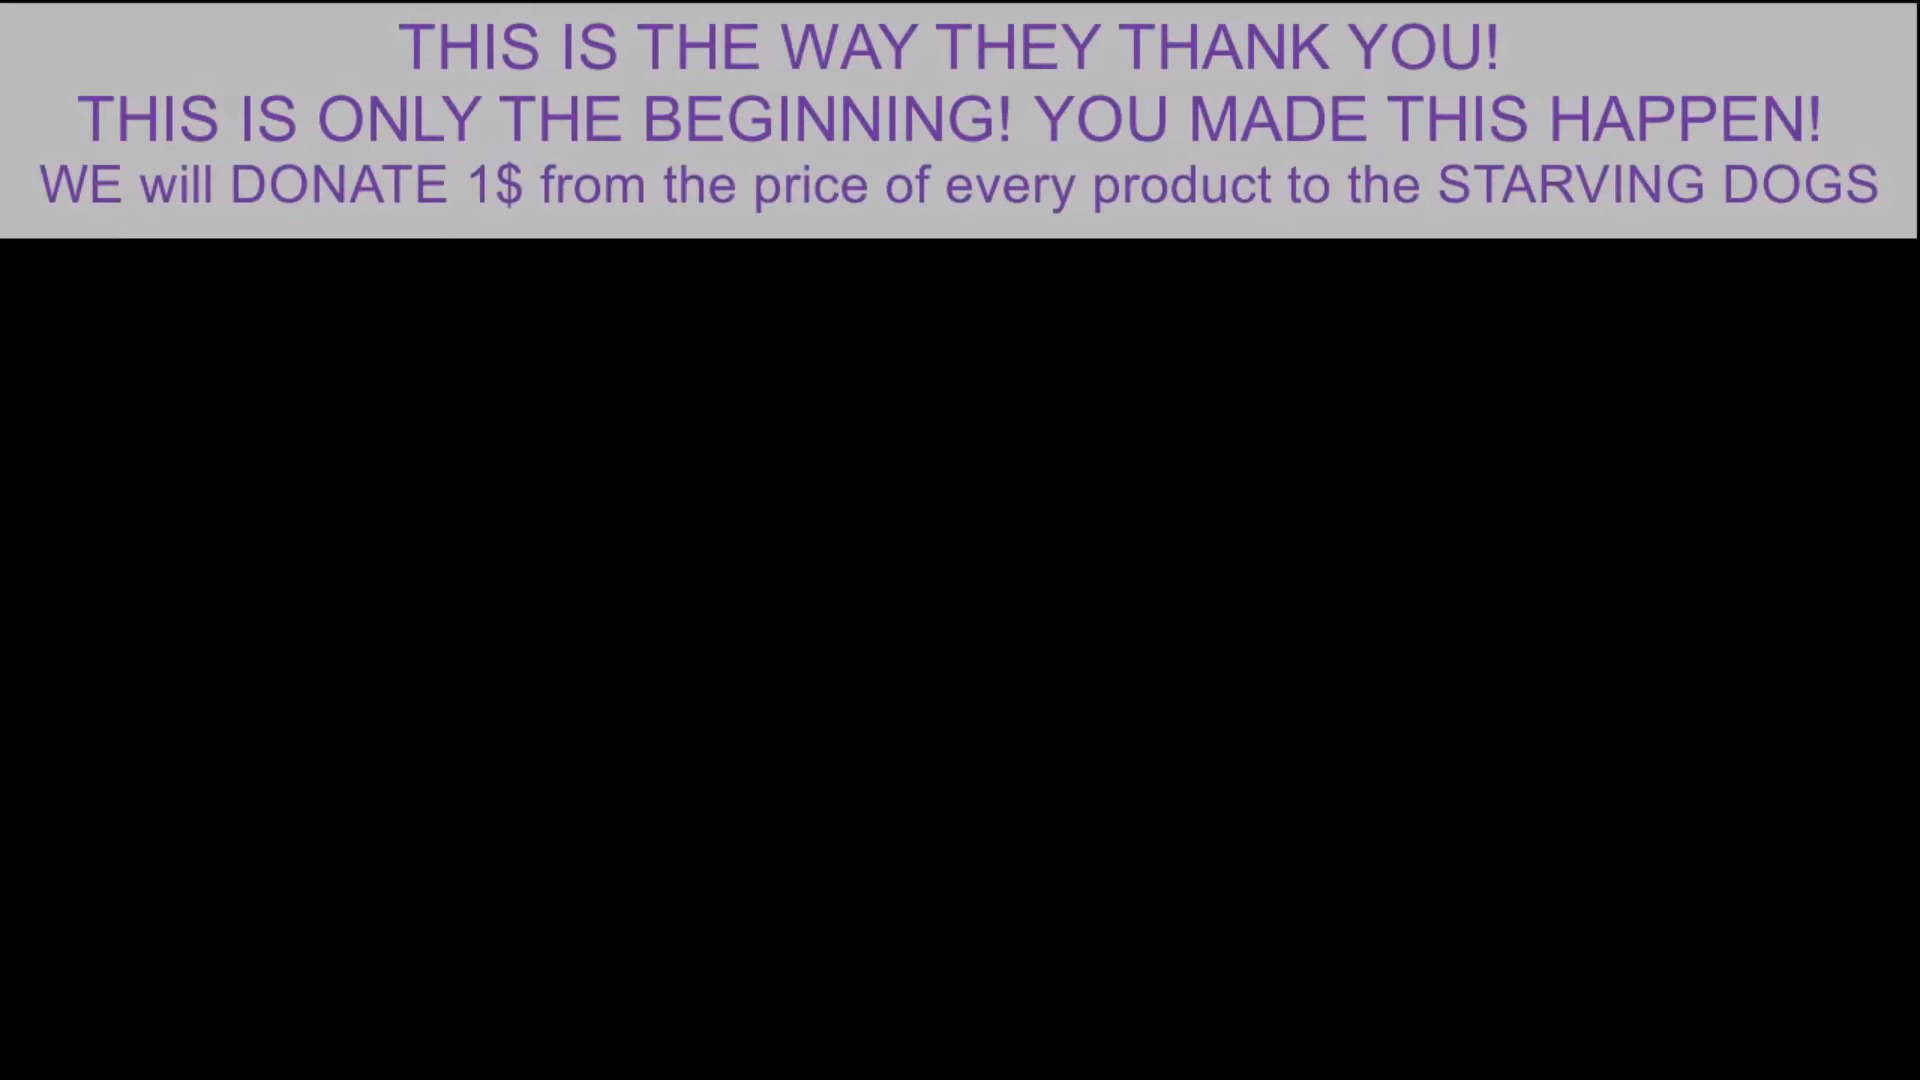 THIS IS THE WAY THEY THANK YOU!
THIS IS ONLY THE BEGINNING! YOU MADE THIS HAPPEN!
WE will DONATE 1$ from the price of every product to the STARVING DOGS